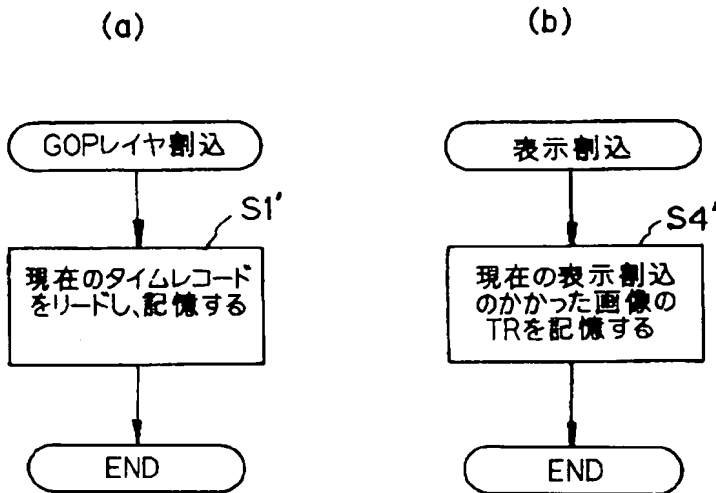 (a)
GOPレイヤ割込
S1'
現在のタイムレコード
をリードし、記憶する
END
(b)
表示割込
S4'
現在の表示割込
のかかった画像の
TRを記憶する
END